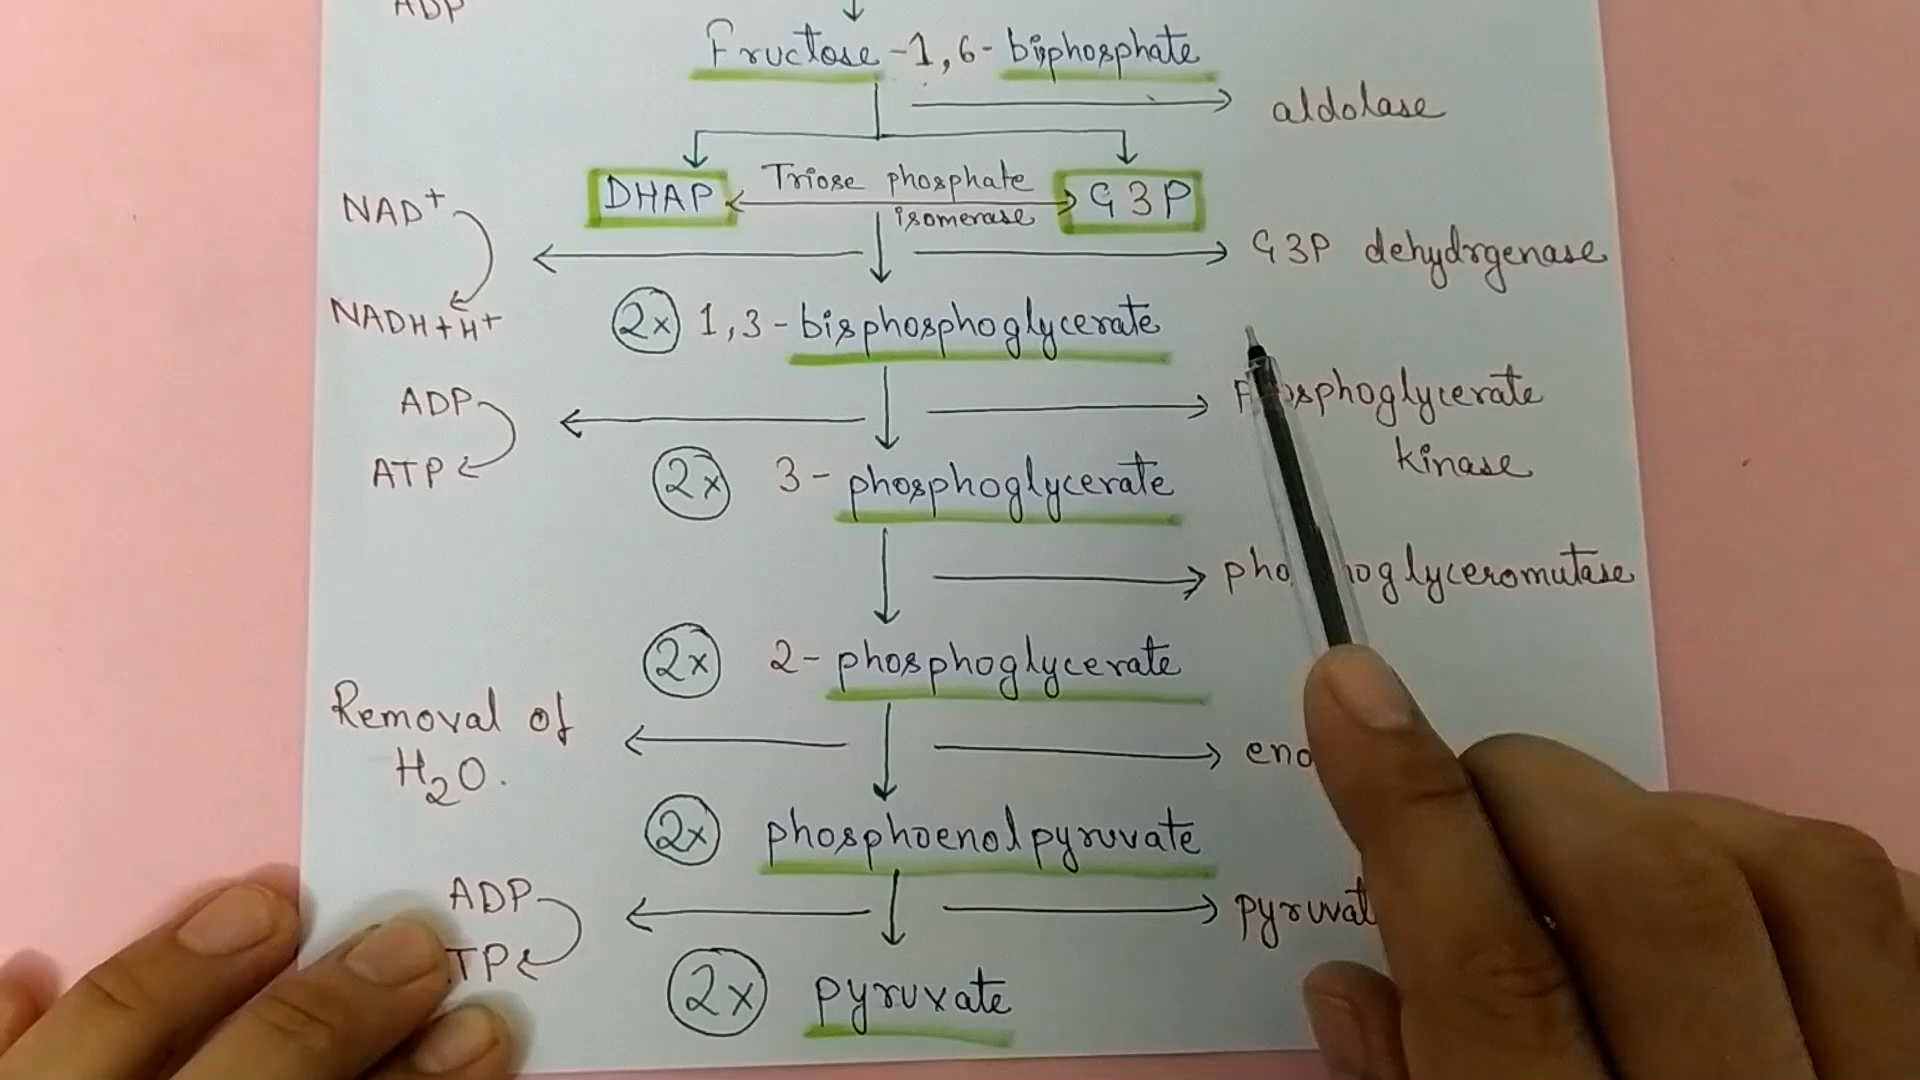 ADP
Fructose-1,6-bisphosphate
aldolase
DHAP
Triose phosphate
isomerase
G3P
NAD+
NADH+H+
G3P dehydrgenase
2x 1,3-bisphosphoglycerate
ADP
ATP
kinase
2x 3-phosphoglycerate
2x 2-phosphoglycerate
Removal of
H2O.
2x phosphoenolpyruvate
ADP
2x pyruvate